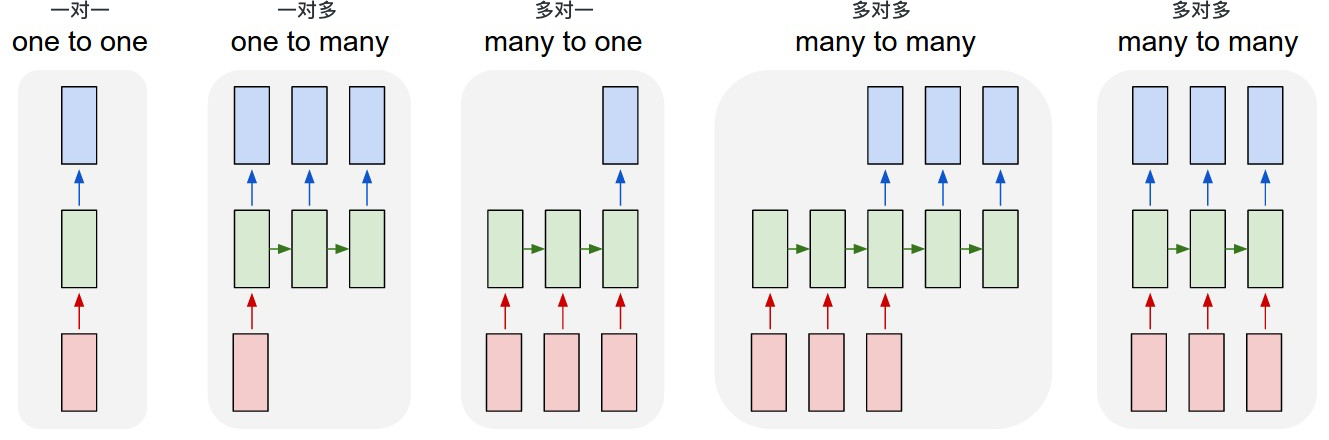 一对一
one to one
一对多
one to many
多对一
many to one
多对多
many to many
多对多
many to many